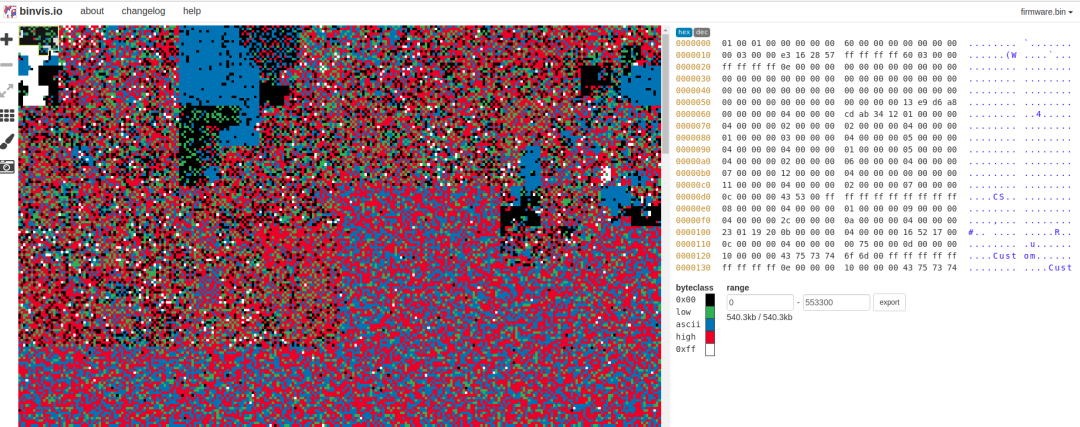 binvis.io about changelog help firmware.bin
hex dec
0000000 01 00 01 00 00 00 00 00 60 00 00 00 00 00 00 00 ........ `.......
0000010 00 03 00 00 e3 16 28 57 ff ff ff ff 60 03 00 00 ......(W ....`...
0000020 ff ff ff ff 0e 00 00 00 00 00 00 00 00 00 00 00 ........ ........
0000030 00 00 00 00 00 00 00 00 00 00 00 00 00 00 00 00 ........ ........
0000040 00 00 00 00 00 00 00 00 00 00 00 00 00 00 00 00 ........ ........
0000050 00 00 00 00 00 00 00 00 00 00 00 00 13 e9 d6 a8 ........ ........
0000060 00 00 00 00 04 00 00 00 cd ab 34 12 01 00 00 00 ........ ..4.....
0000070 04 00 00 00 02 00 00 00 02 00 00 00 04 00 00 00 ........ ........
0000080 01 00 00 00 03 00 00 00 04 00 00 00 05 00 00 00 ........ ........
0000090 04 00 00 00 04 00 00 00 01 00 00 00 05 00 00 00 ........ ........
00000a0 04 00 00 00 02 00 00 00 06 00 00 00 04 00 00 00 ........ ........
00000b0 07 00 00 00 12 00 00 00 04 00 00 00 00 00 00 00 ........ ........
00000c0 11 00 00 00 04 00 00 00 02 00 00 00 07 00 00 00 ........ ........
00000d0 0c 00 00 00 43 53 00 ff ff ff ff ff ff ff ff ff ....CS.. ........
00000e0 08 00 00 00 04 00 00 00 01 00 00 00 09 00 00 00 ........ ........
00000f0 04 00 00 00 2c 00 00 00 0a 00 00 00 04 00 00 00 ....,... ........
0000100 23 01 19 20 0b 00 00 00 04 00 00 00 16 52 17 00 #.. .... .....R..
0000110 0c 00 00 00 04 00 00 00 00 75 00 00 0d 00 00 00 ........ .u......
0000120 10 00 00 00 43 75 73 74 6f 6d 00 ff ff ff ff ff ....Cust om......
0000130 ff ff ff ff 0e 00 00 00 10 00 00 00 43 75 73 74 ........ ....Cust
byteclass range
0x00
low
ascii
high
0xff
0 - 553300 export
540.3kb / 540.3kb